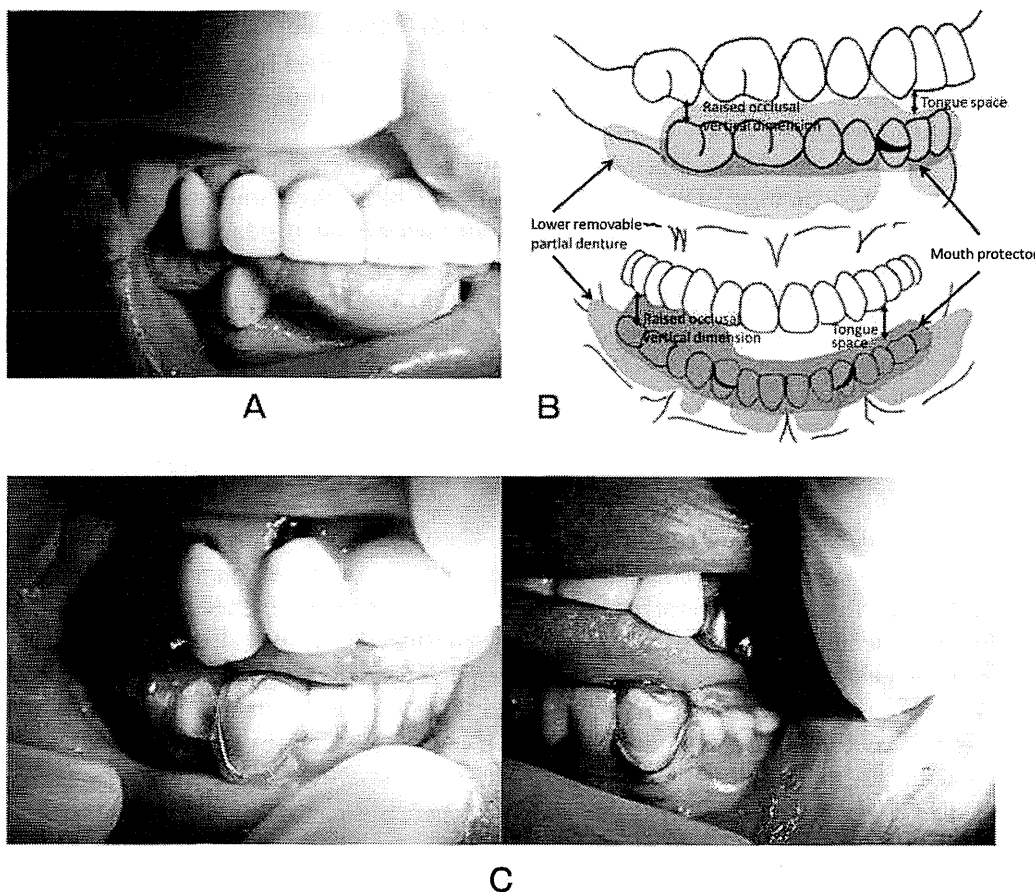 Raised occlusal
vertical dimension
Tongue space
Lower removable
partial denture
Mouth protector
Raised occlusal
vertical dimension
Tongue
space
A
B
C